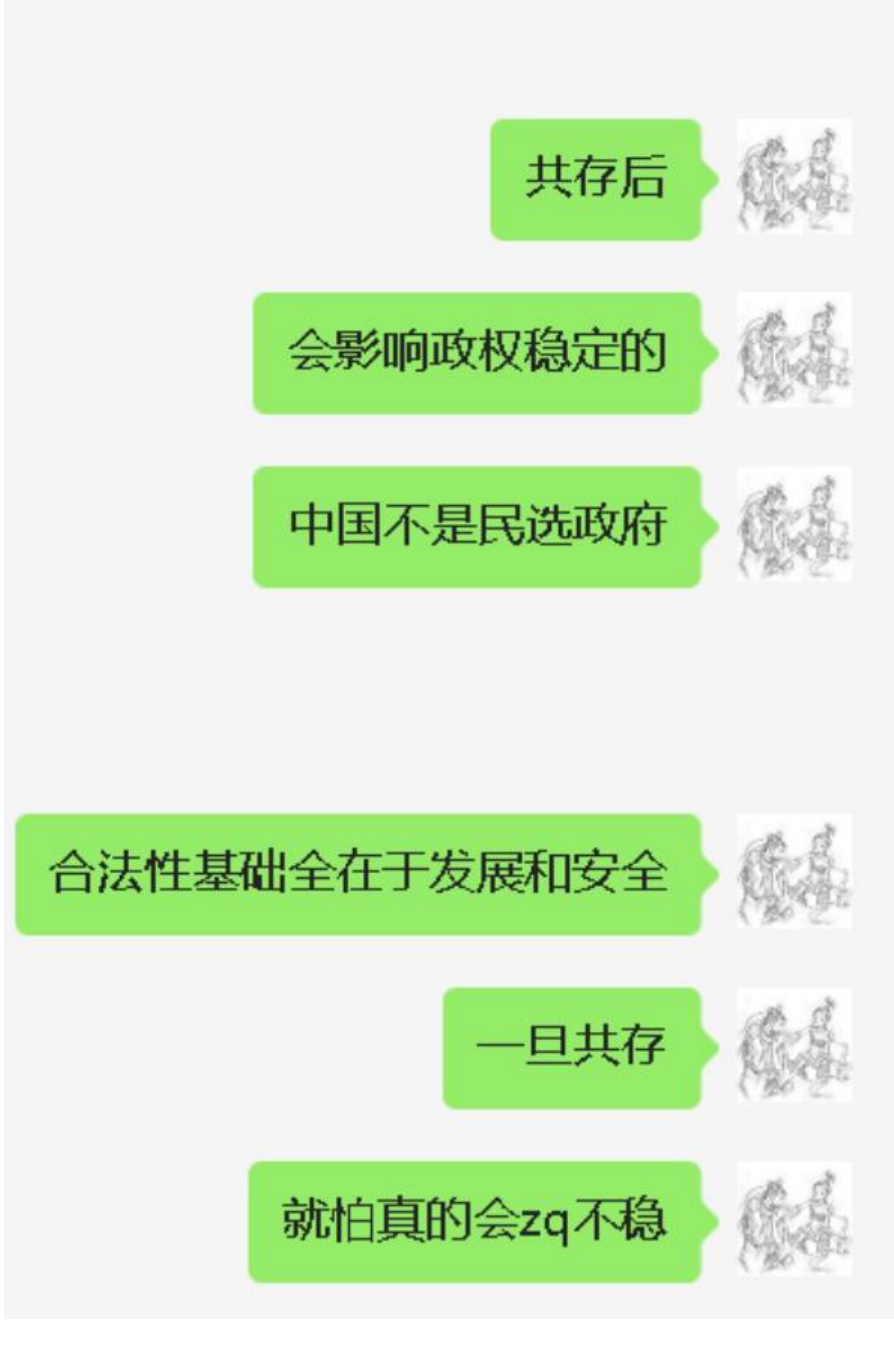 共存后
会影响政权稳定的
中国不是民选政府
合法性基础全在于发展和安全
一旦共存
就怕真的会zq不稳